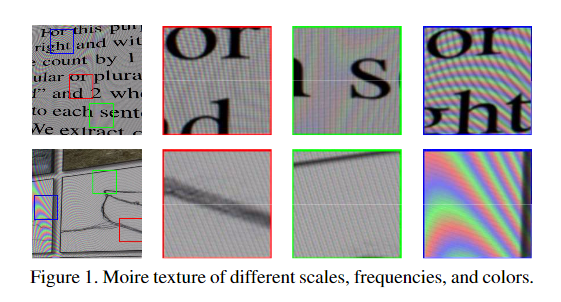 For this pur
right and wit
e count by 1
ular or plura
" and 2 whe
to each sent
We extract c
or
d
s
or
ght
Figure 1. Moire texture of different scales, frequencies, and colors.